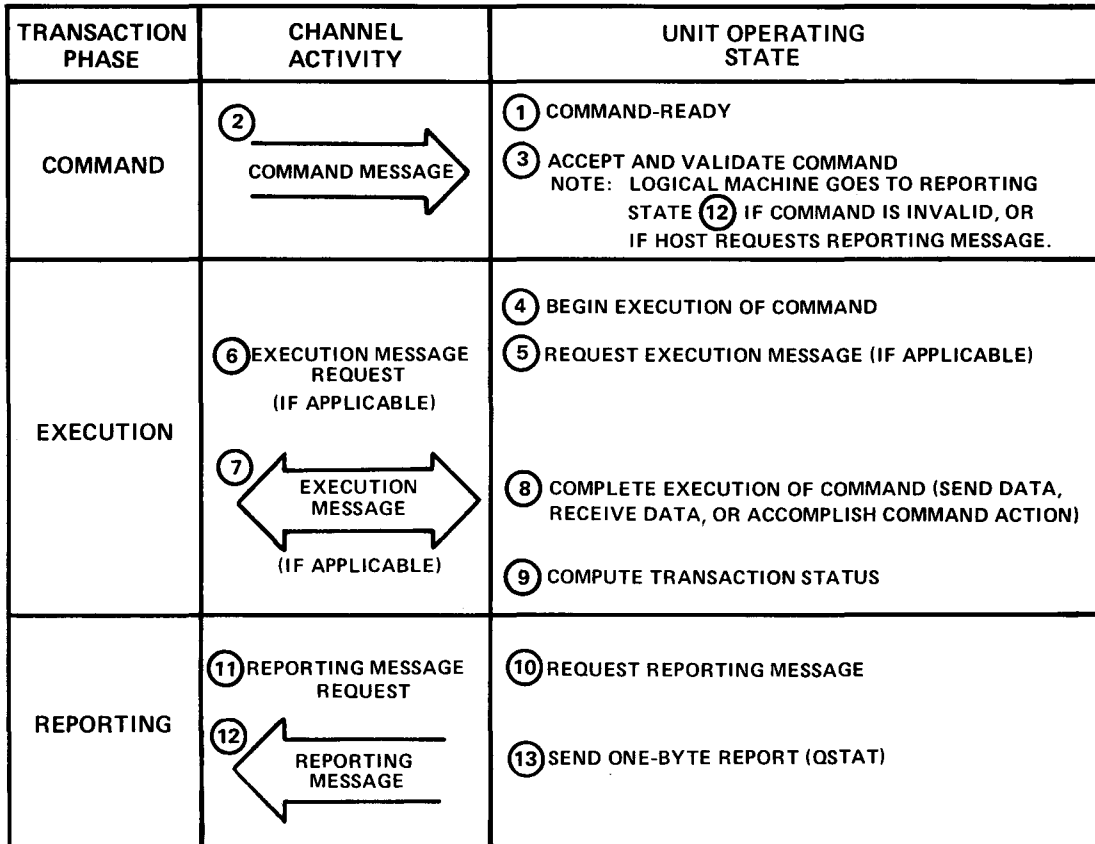 TRANSACTION
PHASE
CHANNEL
ACTIVITY
UNIT OPERATING
STATE
COMMAND
2
COMMAND MESSAGE
1 COMMAND-READY
3 ACCEPT AND VALIDATE COMMAND
NOTE: LOGICAL MACHINE GOES TO REPORTING
STATE 12 IF COMMAND IS INVALID, OR
IF HOST REQUESTS REPORTING MESSAGE.
EXECUTION
6 EXECUTION MESSAGE
REQUEST
(IF APPLICABLE)
7
EXECUTION
MESSAGE
(IF APPLICABLE)
4 BEGIN EXECUTION OF COMMAND
5 REQUEST EXECUTION MESSAGE (IF APPLICABLE)
8 COMPLETE EXECUTION OF COMMAND (SEND DATA,
RECEIVE DATA, OR ACCOMPLISH COMMAND ACTION)
9 COMPUTE TRANSACTION STATUS
REPORTING
11 REPORTING MESSAGE
REQUEST
12
REPORTING
MESSAGE
10 REQUEST REPORTING MESSAGE
13 SEND ONE-BYTE REPORT (QSTAT)